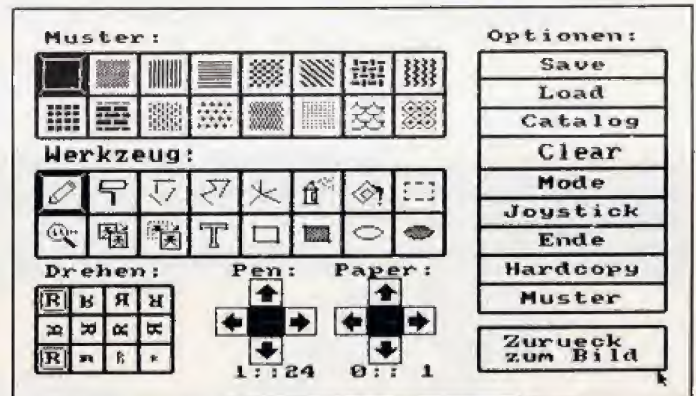 Muster:
Werkzeug:
Drehen:
Pen:
Paper:
1::24
0:: 1
Optionen:
Save
Load
Catalog
Clear
Mode
Joystick
Ende
Hardcopy
Muster
Zurueck
zum Bild